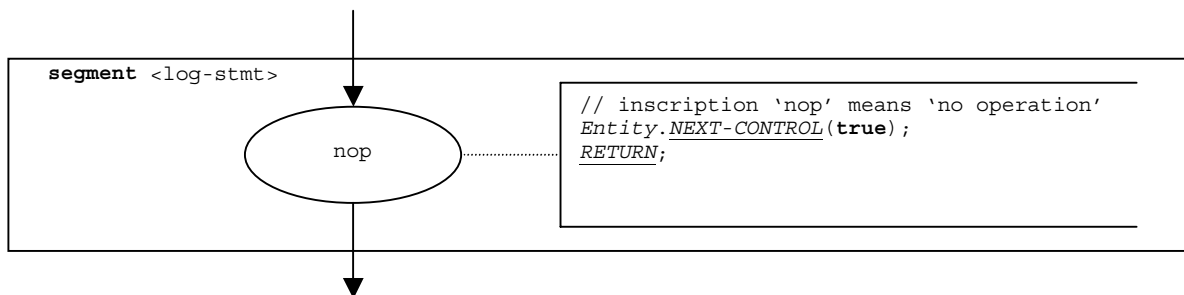 segment <log-stmt>
// inscription ‘nop’ means ‘no operation’
Entity.NEXT-CONTROL(true);
RETURN;
nop